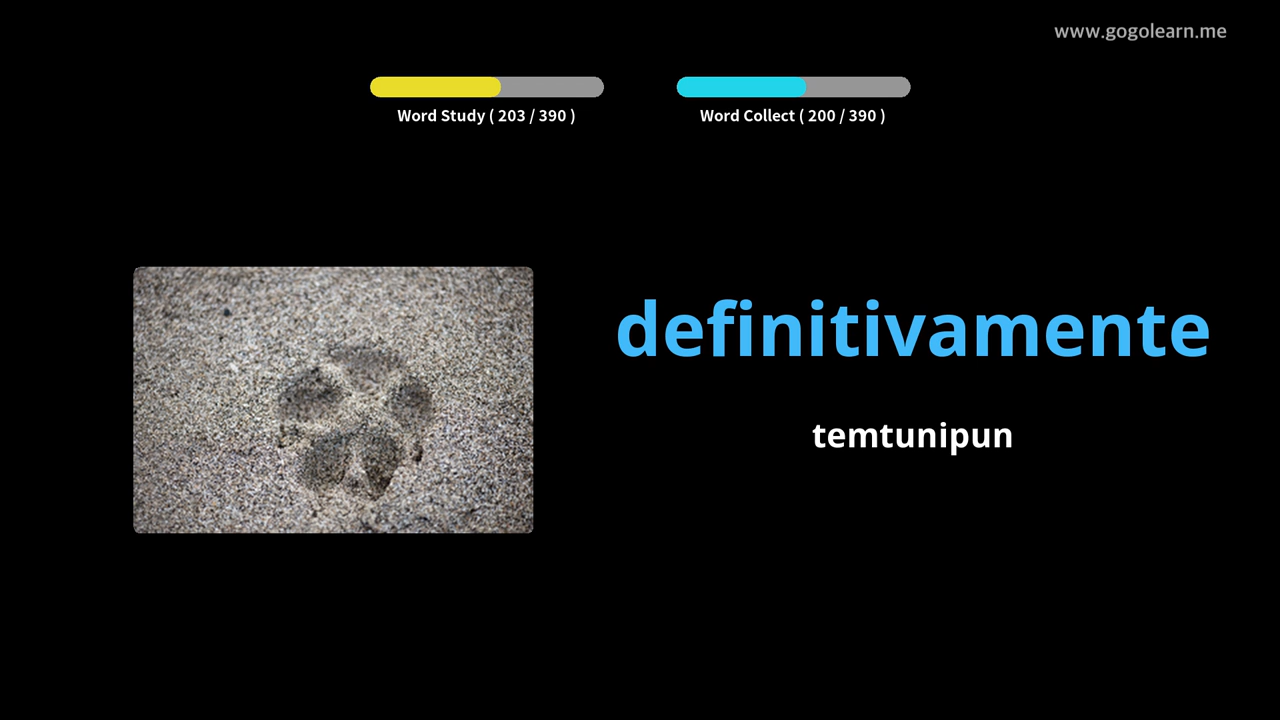 www.gogolearn.me
Word Study ( 203 / 390 )
Word Collect ( 200 / 390 )
definitivamente
temtunipun